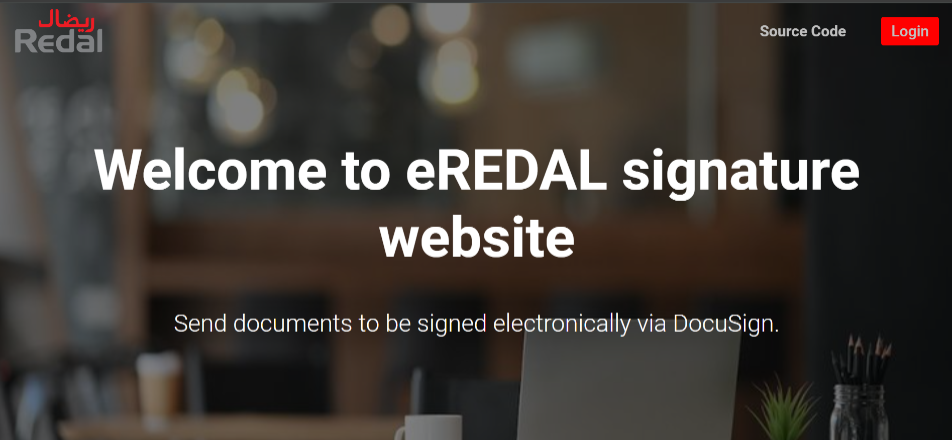 ريضال
Redal
Source Code
Login
Welcome to eREDAL signature
website
Send documents to be signed electronically via DocuSign.